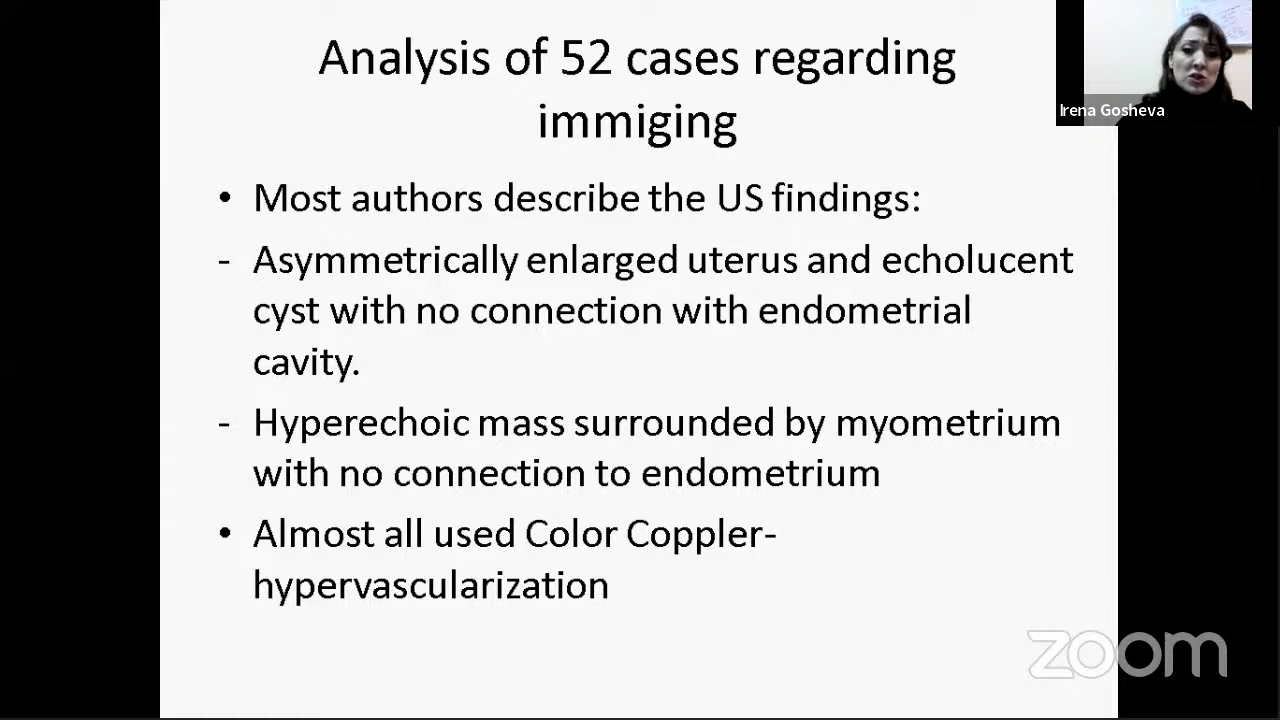 Analysis of 52 cases regarding
immiging
• Most authors describe the US findings:
- Asymmetrically enlarged uterus and echolucent
cyst with no connection with endometrial
cavity.
- Hyperechoic mass surrounded by myometrium
with no connection to endometrium
• Almost all used Color Coppler-
hypervascularization
Irena Gosheva
zoom